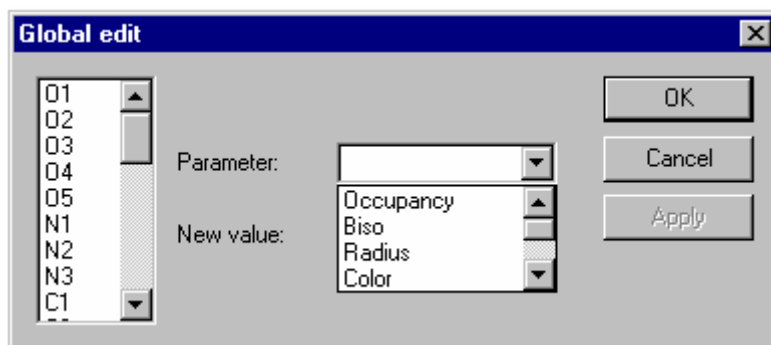 Global edit
O1
O2
O3
O4
O5
N1
N2
N3
C1
Parameter:
New value:
Occupancy
Biso
Radius
Color
OK
Cancel
Apply